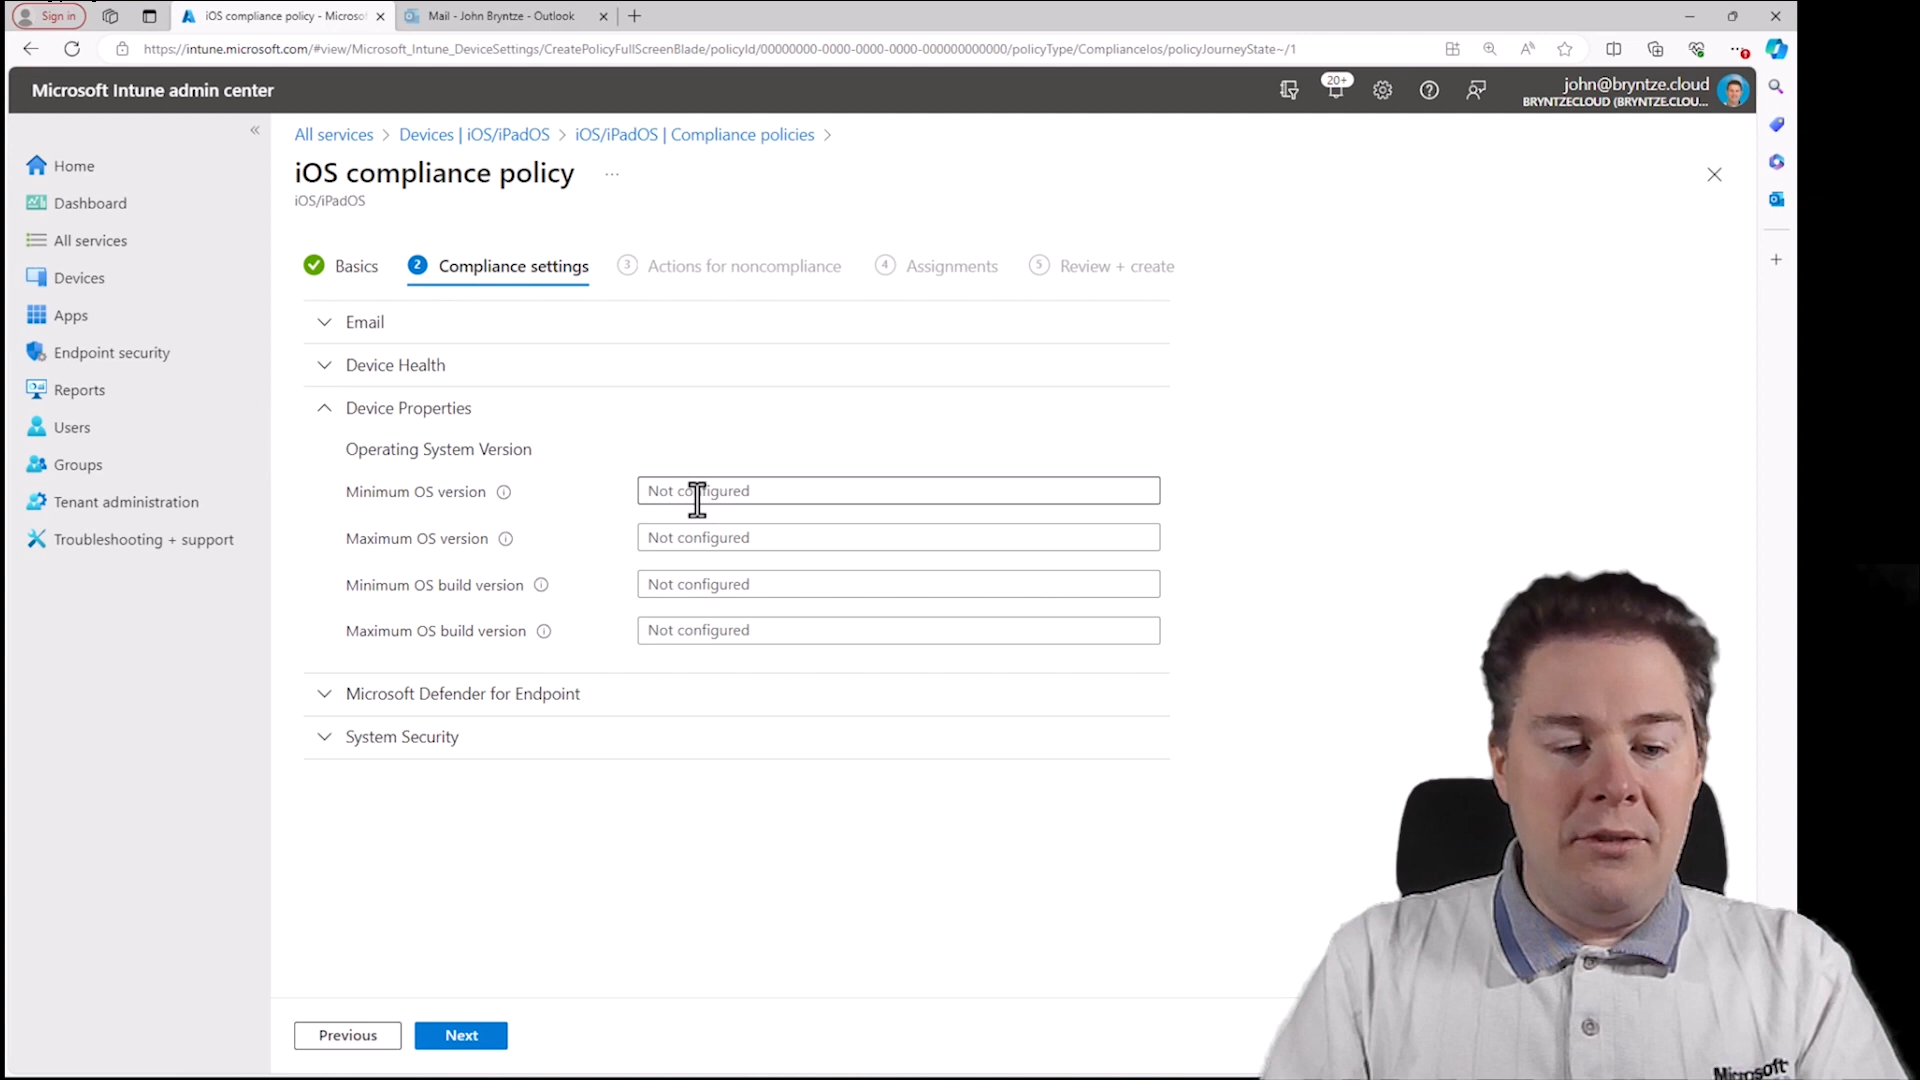 Sign in
iOS compliance policy - Microso
Mail - John Bryntze - Outlook
https://intune.microsoft.com/#view/Microsoft_Intune_DeviceSettings/CreatePolicyFullScreenBlade/policyId/00000000-0000-0000-0000-000000000000/policyType/ComplianceIos/policyJourneyState~/1
Microsoft Intune admin center
20+
john@bryntze.cloud
BRYNTZECLOUD (BRYNTZE.CLOU...
Home
Dashboard
All services
Devices
Apps
Endpoint security
Reports
Users
Groups
Tenant administration
Troubleshooting + support
All services > Devices | iOS/iPadOS > iOS/iPadOS | Compliance policies >
iOS compliance policy ...
iOS/iPadOS
Basics
2 Compliance settings
3 Actions for noncompliance
4 Assignments
5 Review + create
Email
Device Health
Device Properties
Operating System Version
Minimum OS version Not configured
Maximum OS version Not configured
Minimum OS build version Not configured
Maximum OS build version Not configured
Microsoft Defender for Endpoint
System Security
Previous
Next
Microsoft